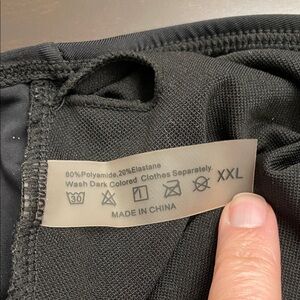 80%Polyamide,20%Elastane
Wash Dark Colored Clothes Separately.
30 XXL
MADE IN CHINA